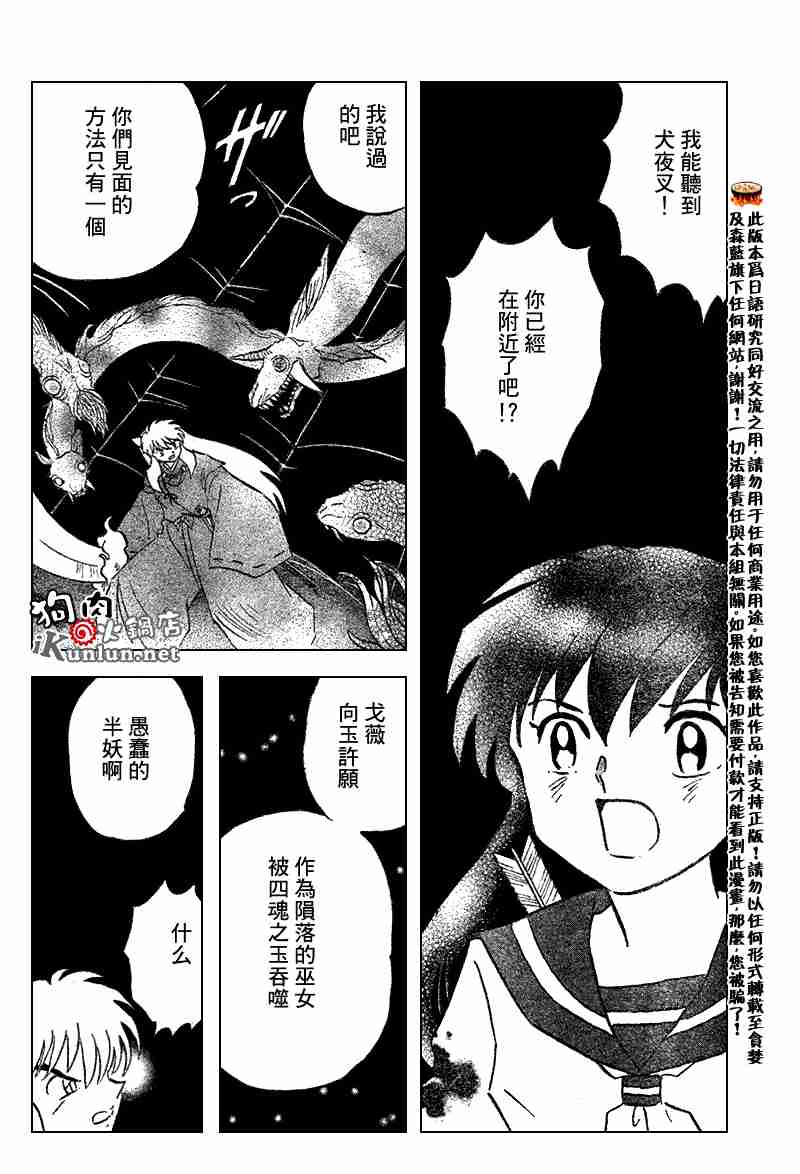 我能聽到
犬夜叉！
你已經
在附近了吧!?
我說過
的吧
你們見面的
方法只有一個
戈薇
向玉許願
作為隕落的巫女
被四魂之玉吞噬
愚蠢的
半妖啊
什么
此版本爲日語研究同好交流之用，請勿用于任何商業用途。如您喜歡此作品，請支持正版！請勿以任何形式轉載至貪婪
及森藍旗下任何網站，謝謝！一切法律責任與本組無關。如果您被告知需要付款才能看到此漫畫，那麼，您被騙了！
狗肉
火鍋店
iKunlun.net